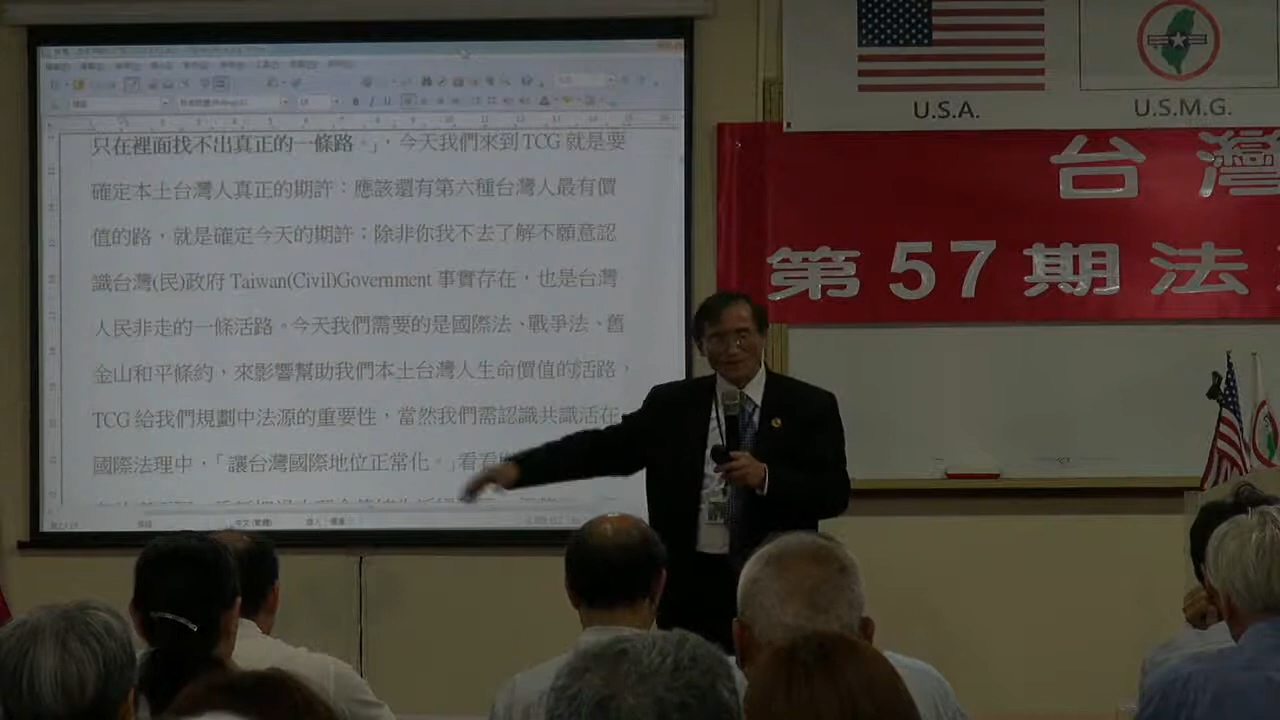 只在裡面找不出真正的一條路。」，今天我們來到 TCG 就是要
確定本土台灣人真正的期許：應該還有第六種台灣人最有價
值的路，就是確定今天的期許：除非你我不去了解不願意認
識台灣(民)政府 Taiwan(Civil)Government 事實存在，也是台灣
人民非走的一條活路。今天我們需要的是國際法、戰爭法、舊
金山和平條約，來影響幫助我們本土台灣人生命價值的活路，
TCG 給我們規劃中法源的重要性，當然我們需認識共識活在
國際法理中，「讓台灣國際地位正常化。」看看
U.S.A.
U.S.M.G.
台灣
第57期法